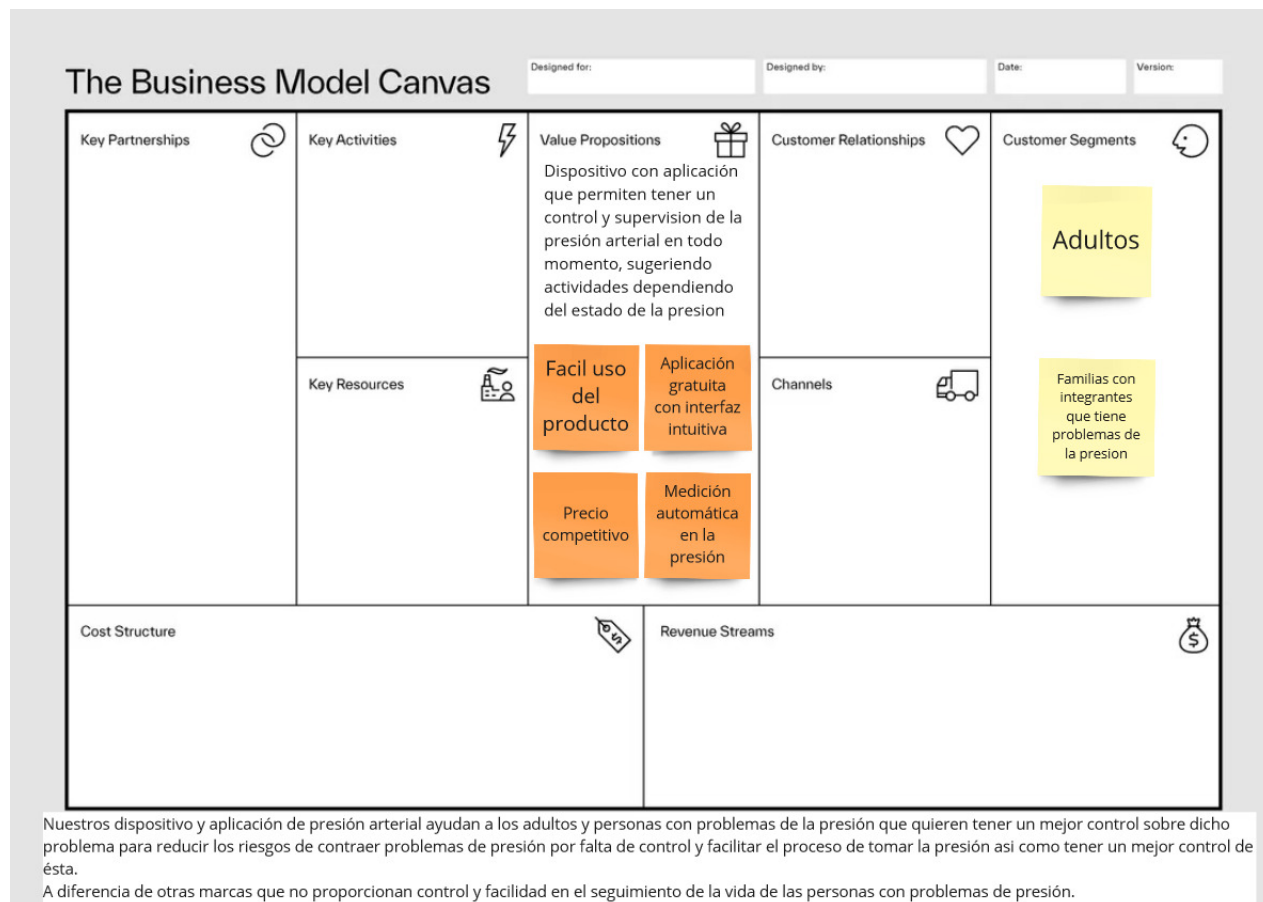 The Business Model Canvas
Designed for:
Designed by:
Date:
Version:
Key Partnerships
Key Activities
Key Resources
Value Propositions
Dispositivo con aplicación
que permiten tener un
control y supervision de la
presión arterial en todo
momento, sugeriendo
actividades dependiendo
del estado de la presion
Facil uso
del
producto
Aplicación
gratuita
con interfaz
intuitiva
Precio
competitivo
Medición
automática
en la
presión
Customer Relationships
Channels
Customer Segments
Adultos
Familias con
integrantes
que tiene
problemas de
la presion
Cost Structure
Revenue Streams
Nuestros dispositivo y aplicación de presión arterial ayudan a los adultos y personas con problemas de la presión que quieren tener un mejor control sobre dicho
problema para reducir los riesgos de contraer problemas de presión por falta de control y facilitar el proceso de tomar la presión asi como tener un mejor control de
ésta.
A diferencia de otras marcas que no proporcionan control y facilidad en el seguimiento de la vida de las personas con problemas de presión.